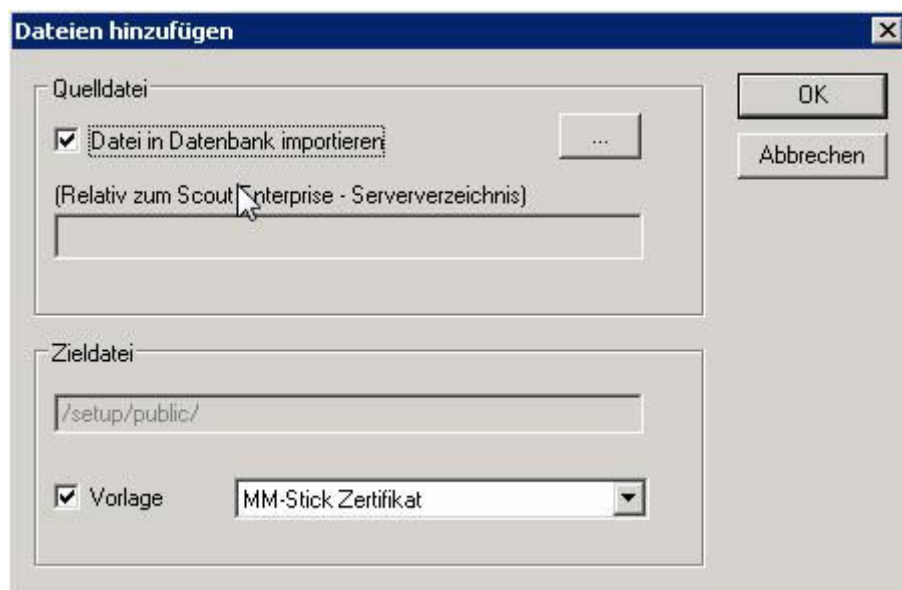 Dateien hinzufügen
Quelldatei
OK
Datei in Datenbank importieren
...
Abbrechen
(Relativ zum Scout Enterprise - Serververzeichnis)
Zieldatei
/setup/public/
Vorlage
MM-Stick Zertifikat